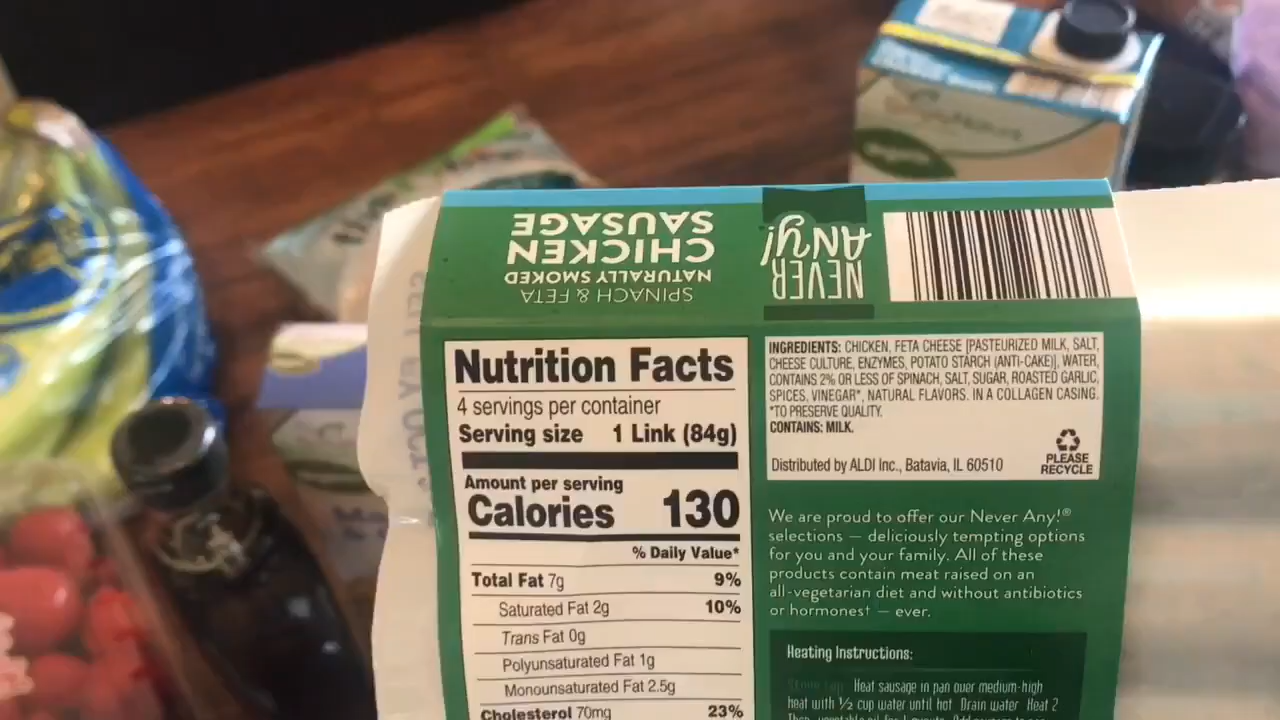 SPINACH & FETA
NATURALLY SMOKED
CHICKEN
SAUSAGE
NEVER
ANY!
Nutrition Facts
4 servings per container
Serving size 1 Link (84g)
Amount per serving
Calories 130
% Daily Value*
Total Fat 7g 9%
Saturated Fat 2g 10%
Trans Fat 0g
Polyunsaturated Fat 1g
Monounsaturated Fat 2.5g
Cholesterol 70mg 23%
INGREDIENTS: CHICKEN, FETA CHEESE [PASTEURIZED MILK, SALT,
CHEESE CULTURE, ENZYMES, POTATO STARCH (ANTI-CAKE)], WATER,
CONTAINS 2% OR LESS OF SPINACH, SALT, SUGAR, ROASTED GARLIC,
SPICES, VINEGAR*, NATURAL FLAVORS. IN A COLLAGEN CASING.
*TO PRESERVE QUALITY.
CONTAINS: MILK.
Distributed by ALDI Inc., Batavia, IL 60510
PLEASE
RECYCLE
We are proud to offer our Never Any!®
selections — deliciously tempting options
for you and your family. All of these
products contain meat raised on an
all-vegetarian diet and without antibiotics
or hormones† — ever.
Heating Instructions:
Heat sausage in pan over medium-high
heat with ½ cup water until hot Drain water Heat 2